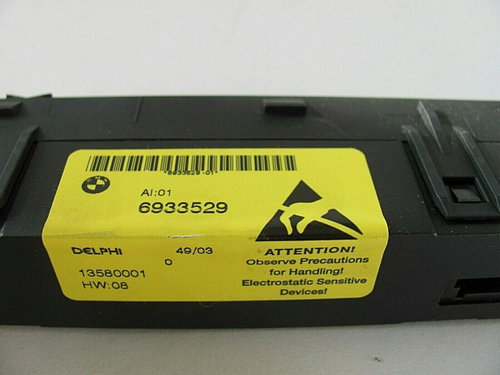 *6933529-01*
AI:01
6933529
DELPHI
49/03
0
13580001
HW:08
ATTENTION!
Observe Precautions
for Handling!
Electrostatic Sensitive
Devices!